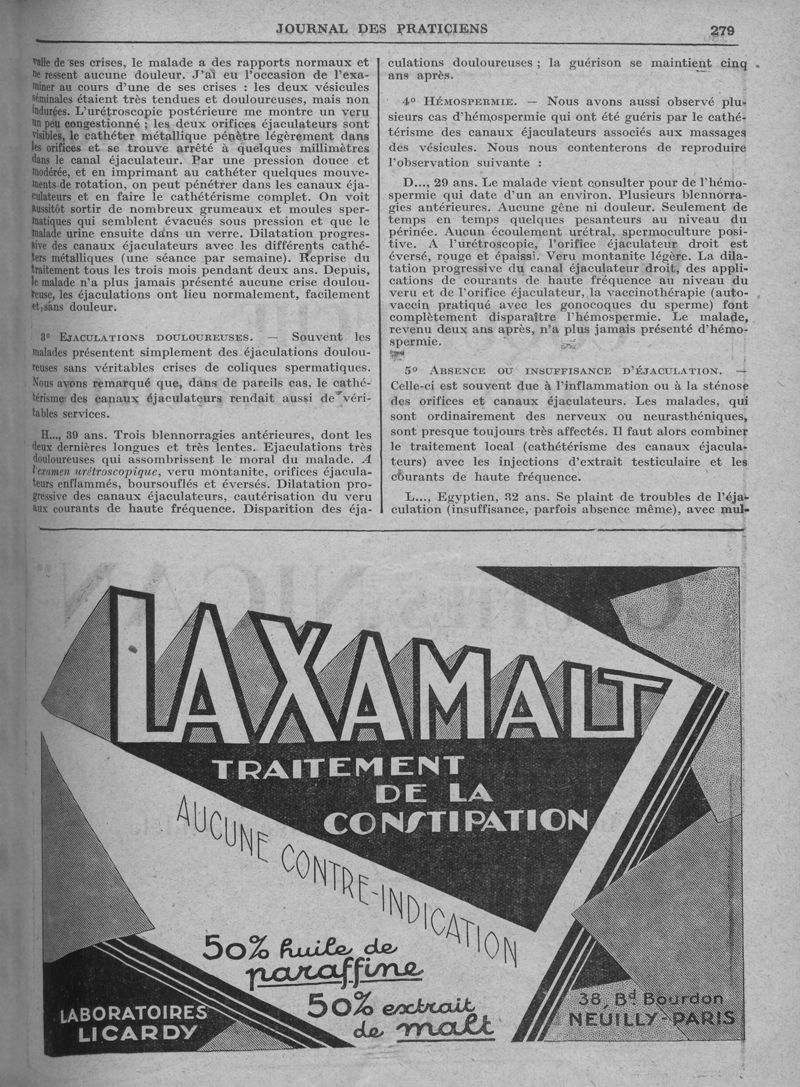 JOURNAL DES PRATICIENS
279
valle de ses crises, le malade a des rapports normaux et
ne ressent aucune douleur. J'ai eu l'occasion de l'exa-
miner au cours d'une de ses crises : les deux vésicules
séminales étaient très tendues et douloureuses, mais non
indurées. L'urétroscopie postérieure me montre un veru
un peu congestionné ; les deux orifices éjaculateurs sont
visibles, le cathéter métallique pénètre légèrement dans
les orifices et se trouve arrêté à quelques millimètres
dans le canal éjaculateur. Par une pression douce et
modérée, et en imprimant au cathéter quelques mouve-
ments de rotation, on peut pénétrer dans les canaux éja-
culateurs et en faire le cathétérisme complet. On voit
aussitôt sortir de nombreux grumeaux et moules sper-
matiques qui semblent évacués sous pression et que le
malade urine ensuite dans un verre. Dilatation progres-
sive des canaux éjaculateurs avec les différents cathé-
ters métalliques (une séance par semaine). Reprise du
traitement tous les trois mois pendant deux ans. Depuis,
le malade n'a plus jamais présenté aucune crise doulou-
reuse, les éjaculations ont lieu normalement, facilement
et sans douleur.
3° EJACULATIONS DOULOUREUSES. — Souvent les
malades présentent simplement des éjaculations doulou-
reuses sans véritables crises de coliques spermatiques.
Nous avons remarqué que, dans de pareils cas, le cathé-
térisme des canaux éjaculateurs rendait aussi de véri-
tables services.
H..., 39 ans. Trois blennorragies antérieures, dont les
deux dernières longues et très lentes. Ejaculations très
douloureuses qui assombrissent le moral du malade. A
l'examen urétroscopique, veru montanite, orifices éjacula-
teurs enflammés, boursouflés et éversés. Dilatation pro-
gressive des canaux éjaculateurs, cautérisation du veru
aux courants de haute fréquence. Disparition des éja-
culations douloureuses ; la guérison se maintient cinq
ans après.
4° HÉMOSPERMIE. — Nous avons aussi observé plu-
sieurs cas d'hémospermie qui ont été guéris par le cathé-
térisme des canaux éjaculateurs associés aux massages
des vésicules. Nous nous contenterons de reproduire
l'observation suivante :
D..., 29 ans. Le malade vient consulter pour de l'hémo-
spermie qui date d'un an environ. Plusieurs blennorra-
gies antérieures. Aucune gêne ni douleur. Seulement de
temps en temps quelques pesanteurs au niveau du
périnée. Aucun écoulement urétral, spermoculture posi-
tive. A l'urétroscopie, l'orifice éjaculateur droit est
éversé, rouge et épaissi. Veru montanite légère. La dila-
tation progressive du canal éjaculateur droit, des appli-
cations de courants de haute fréquence au niveau du
veru et de l'orifice éjaculateur, la vaccinothérapie (auto-
vaccin pratiqué avec les gonocoques du sperme) font
complètement disparaître l'hémospermie. Le malade,
revenu deux ans après, n'a plus jamais présenté d'hémo-
spermie.
5° ABSENCE OU INSUFFISANCE D'ÉJACULATION. —
Celle-ci est souvent due à l'inflammation ou à la sténose
des orifices et canaux éjaculateurs. Les malades, qui
sont ordinairement des nerveux ou neurasthéniques,
sont presque toujours très affectés. Il faut alors combiner
le traitement local (cathétérisme des canaux éjacula-
teurs) avec les injections d'extrait testiculaire et les
courants de haute fréquence.
L..., Egyptien, 32 ans. Se plaint de troubles de l'éja-
culation (insuffisance, parfois absence même), avec mul-
LAXAMALT
TRAITEMENT
DE LA
CONSTIPATION
AUCUNE CONTRE-INDICATION
50% huile de
paraffine
50% extrait
de malt
LABORATOIRES
LICARDY
38, Bd Bourdon
NEUILLY-PARIS